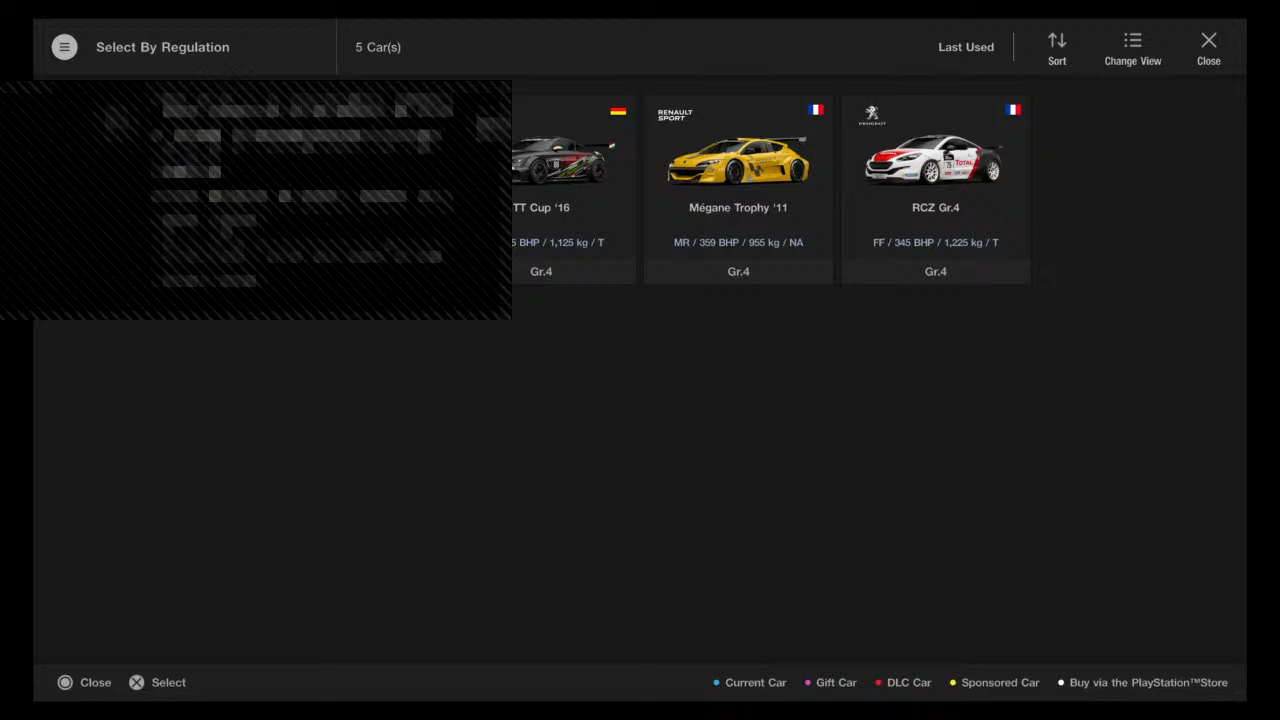 Select By Regulation
5 Car(s)
Last Used
Sort
Change View
Close
RENAULT
SPORT
PEUGEOT
TOTAL
TT Cup '16
Mégane Trophy '11
RCZ Gr.4
BHP / 1,125 kg / T
MR / 359 BHP / 955 kg / NA
FF / 345 BHP / 1,225 kg / T
Gr.4
Gr.4
Gr.4
Close
Select
Current Car
Gift Car
DLC Car
Sponsored Car
Buy via the PlayStation™Store